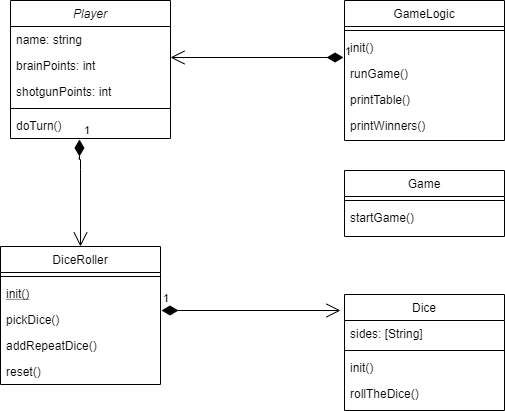 Player
name: string
brainPoints: int
shotgunPoints: int
doTurn()
1
GameLogic
1
init()
runGame()
printTable()
printWinners()
Game
startGame()
DiceRoller
init()
pickDice()
addRepeatDice()
reset()
1
Dice
sides: [String]
init()
rollTheDice()